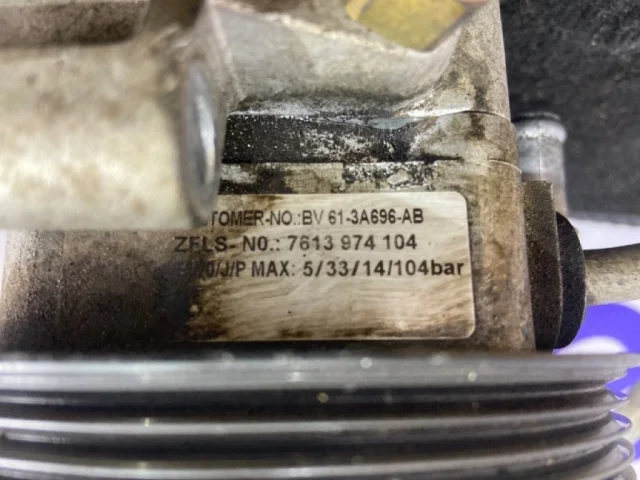 TOMER-NO.:BV 61-3A696-AB
ZFLS- NO.: 7613 974 104
/J/P MAX: 5/33/14/104bar